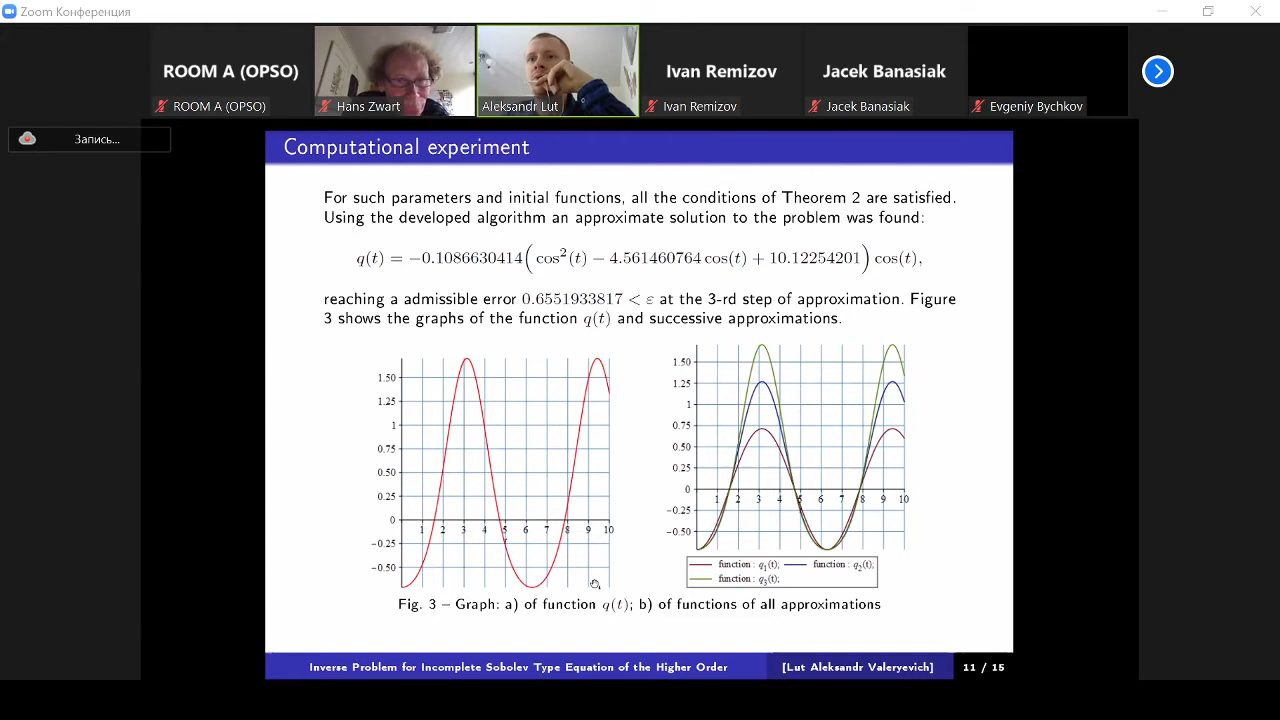 Zoom Конференция
ROOM A (OPSO)
Ivan Remizov
Jacek Banasiak
ROOM A (OPSO)
Hans Zwart
Aleksandr Lut
Ivan Remizov
Jacek Banasiak
Evgeniy Bychkov
Запись...
Computational experiment
For such parameters and initial functions, all the conditions of Theorem 2 are satisfied.
Using the developed algorithm an approximate solution to the problem was found:
q(t) = −0.1086630414(cos²(t) − 4.561460764 cos(t) + 10.12254201) cos(t),
reaching a admissible error 0.6551933817 < ε at the 3-rd step of approximation. Figure
3 shows the graphs of the function q(t) and successive approximations.
1.50
1.25
1
0.75
0.50
0.25
0
−0.25
−0.50
1 2 3 4 5 6 7 8 9 10
t
1.50
1.25
1
0.75
0.50
0.25
0
−0.25
−0.50
1 2 3 4 5 6 7 8 9 10
t
function : q₁(t); function : q₂(t);
function : q₃(t);
Fig. 3 – Graph: a) of function q(t); b) of functions of all approximations
Inverse Problem for Incomplete Sobolev Type Equation of the Higher Order
[Lut Aleksandr Valeryevich]
11 / 15